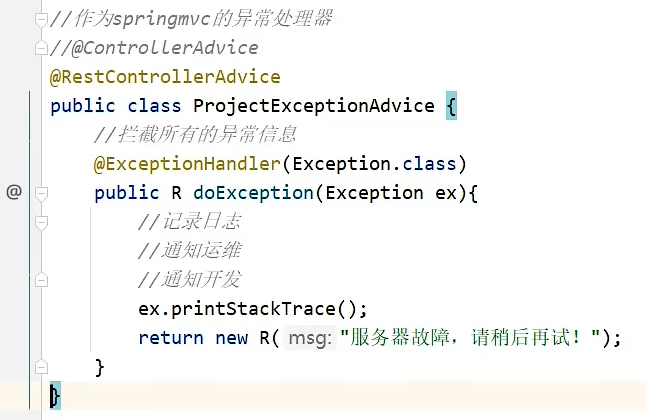 //作为springmvc的异常处理器
//@ControllerAdvice
@RestControllerAdvice
public class ProjectExceptionAdvice {
//拦截所有的异常信息
@ExceptionHandler(Exception.class)
@ public R doException(Exception ex){
//记录日志
//通知运维
//通知开发
ex.printStackTrace();
return new R( msg: "服务器故障，请稍后再试！");
}
}